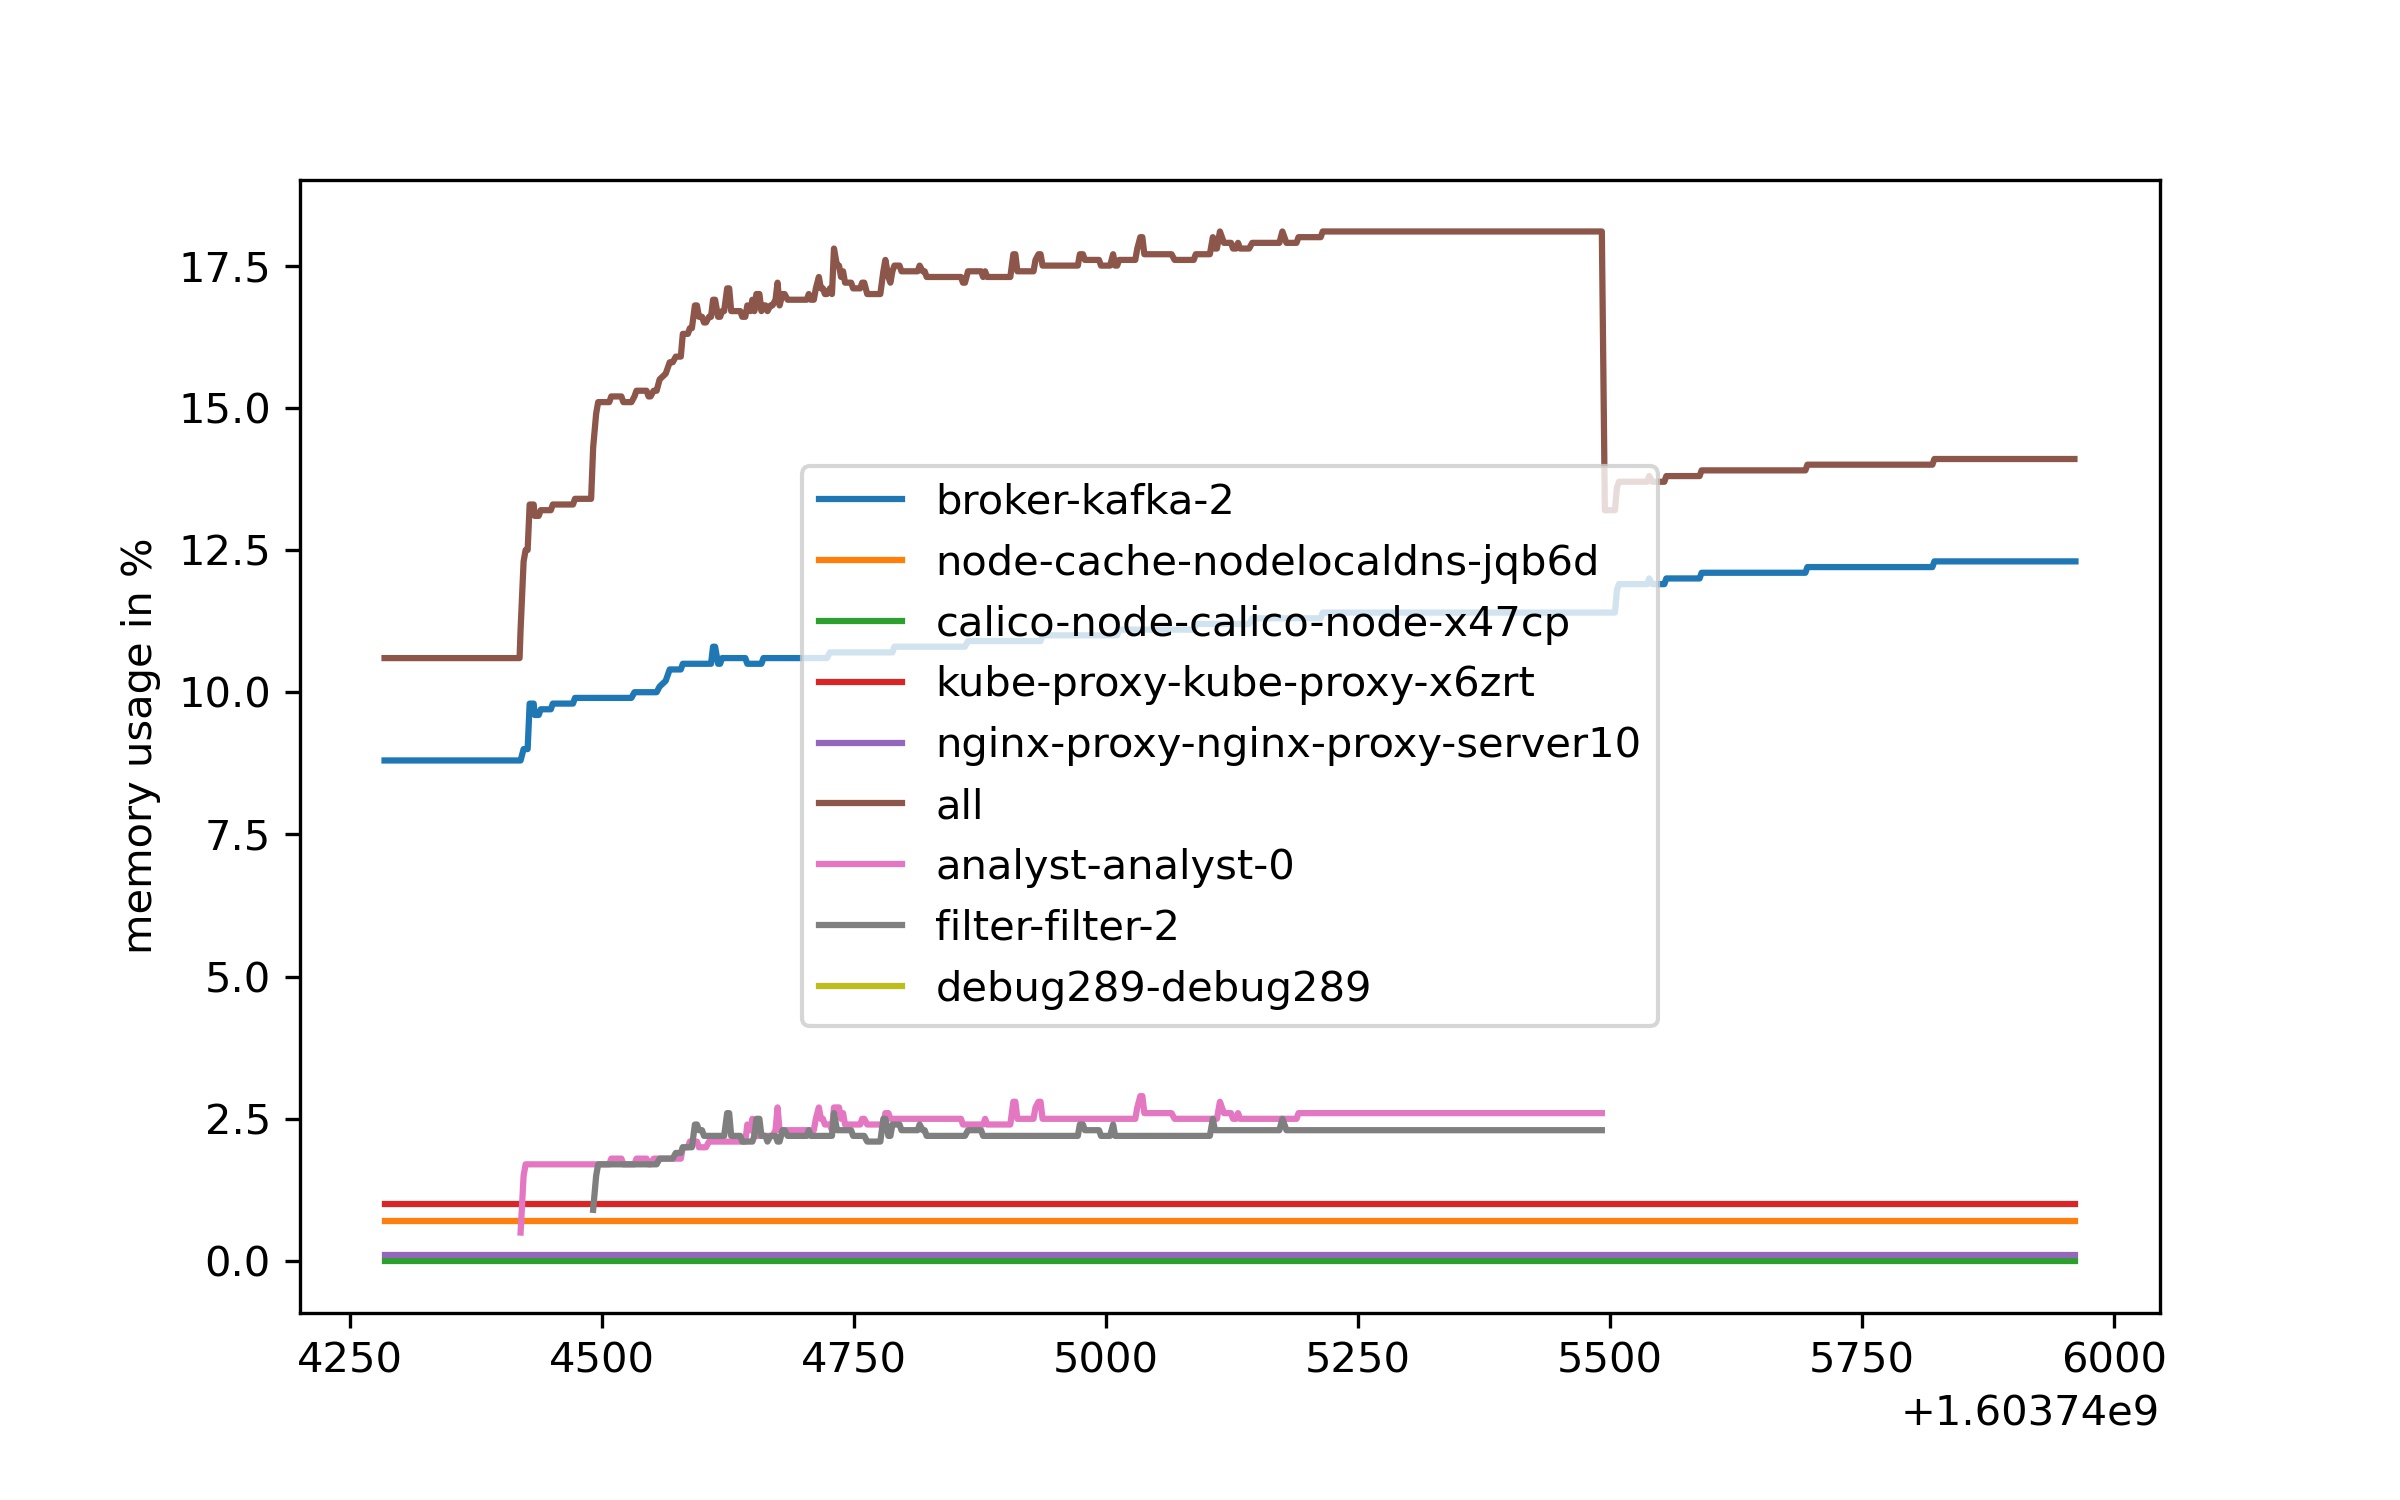 17.5
15.0
12.5
10.0
7.5
5.0
2.5
0.0
memory usage in %
broker-kafka-2
node-cache-nodelocaldns-jqb6d
calico-node-calico-node-x47cp
kube-proxy-kube-proxy-x6zrt
nginx-proxy-nginx-proxy-server10
all
analyst-analyst-0
filter-filter-2
debug289-debug289
4250 4500 4750 5000 5250 5500 5750 6000
+1.60374e9